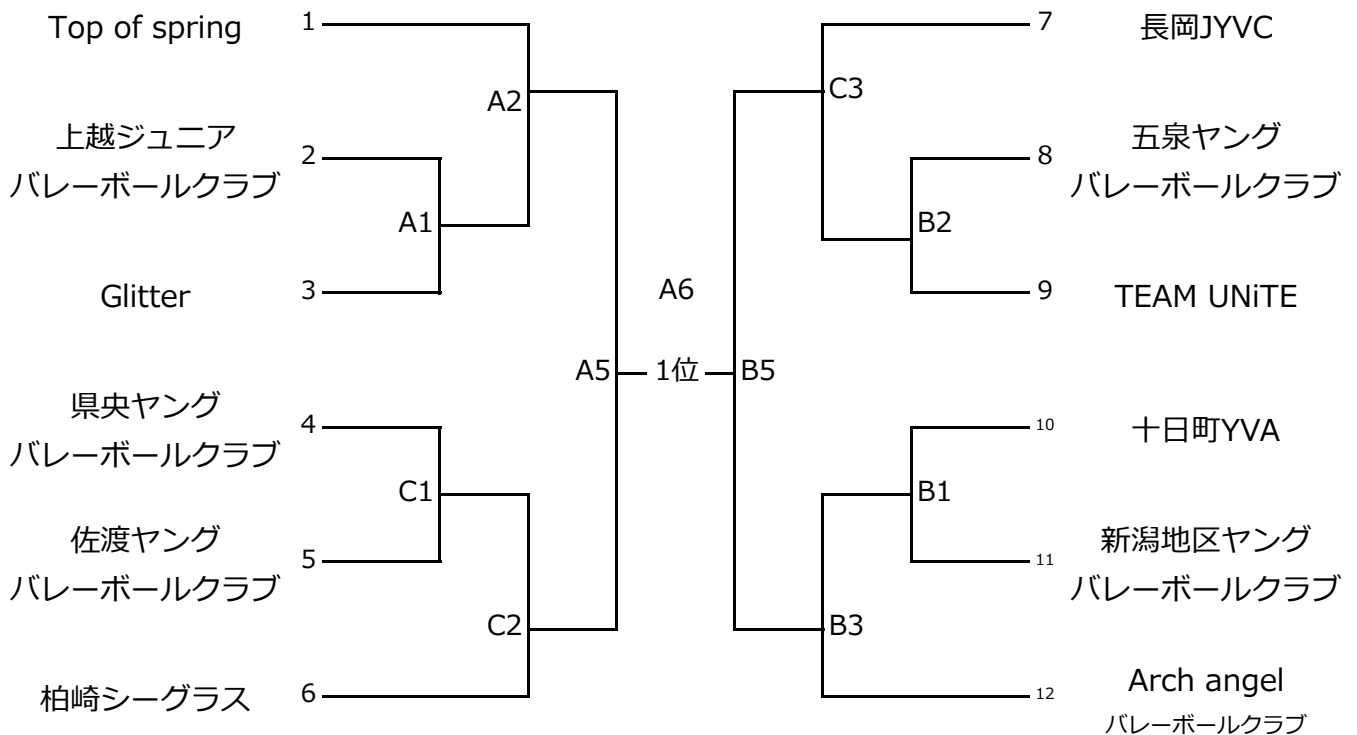 Top of spring
1
上越ジュニア
バレーボールクラブ
2
Glitter
3
県央ヤング
バレーボールクラブ
4
佐渡ヤング
バレーボールクラブ
5
柏崎シーグラス
6
A2
A1
C1
C2
A5
A6
1位
B5
C3
B2
B1
B3
7
長岡JYVC
8
五泉ヤング
バレーボールクラブ
9
TEAM UNiTE
10
十日町YVA
11
新潟地区ヤング
バレーボールクラブ
12
Arch angel
バレーボールクラブ